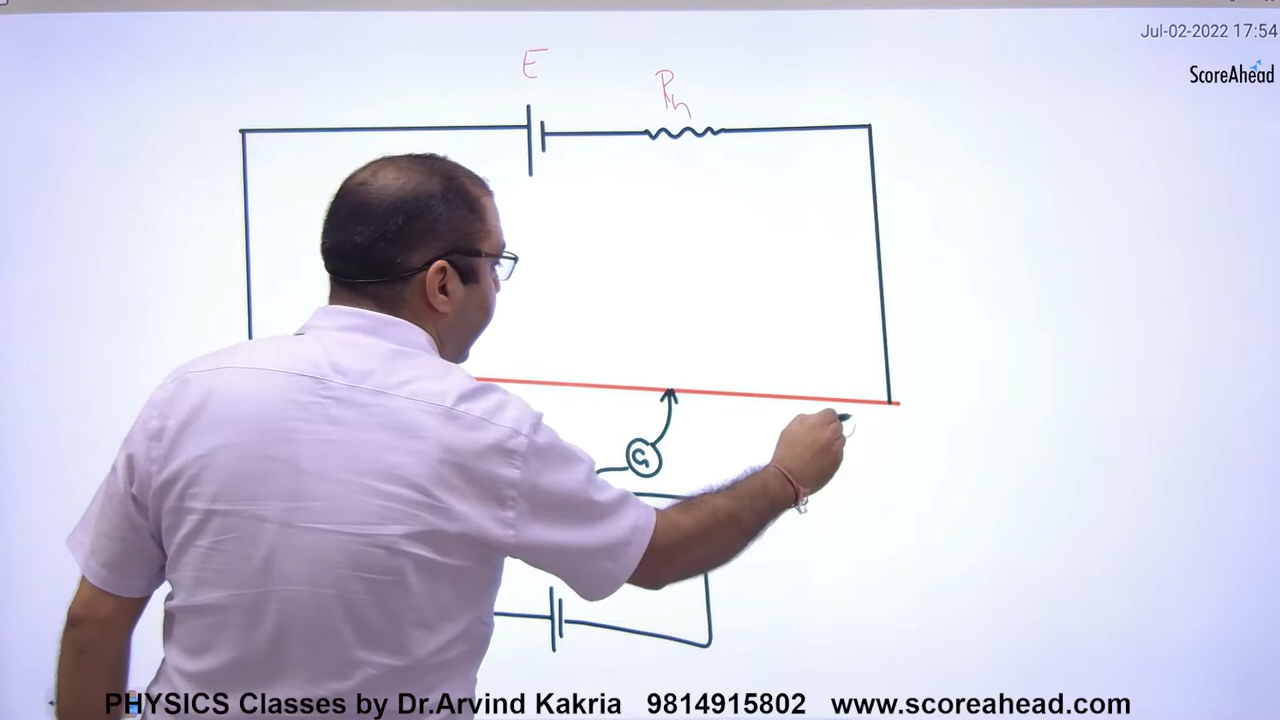 Jul-02-2022 17:54
ScoreAhead
E
Rh
G
PHYSICS Classes by Dr.Arvind Kakria 9814915802 www.scoreahead.com